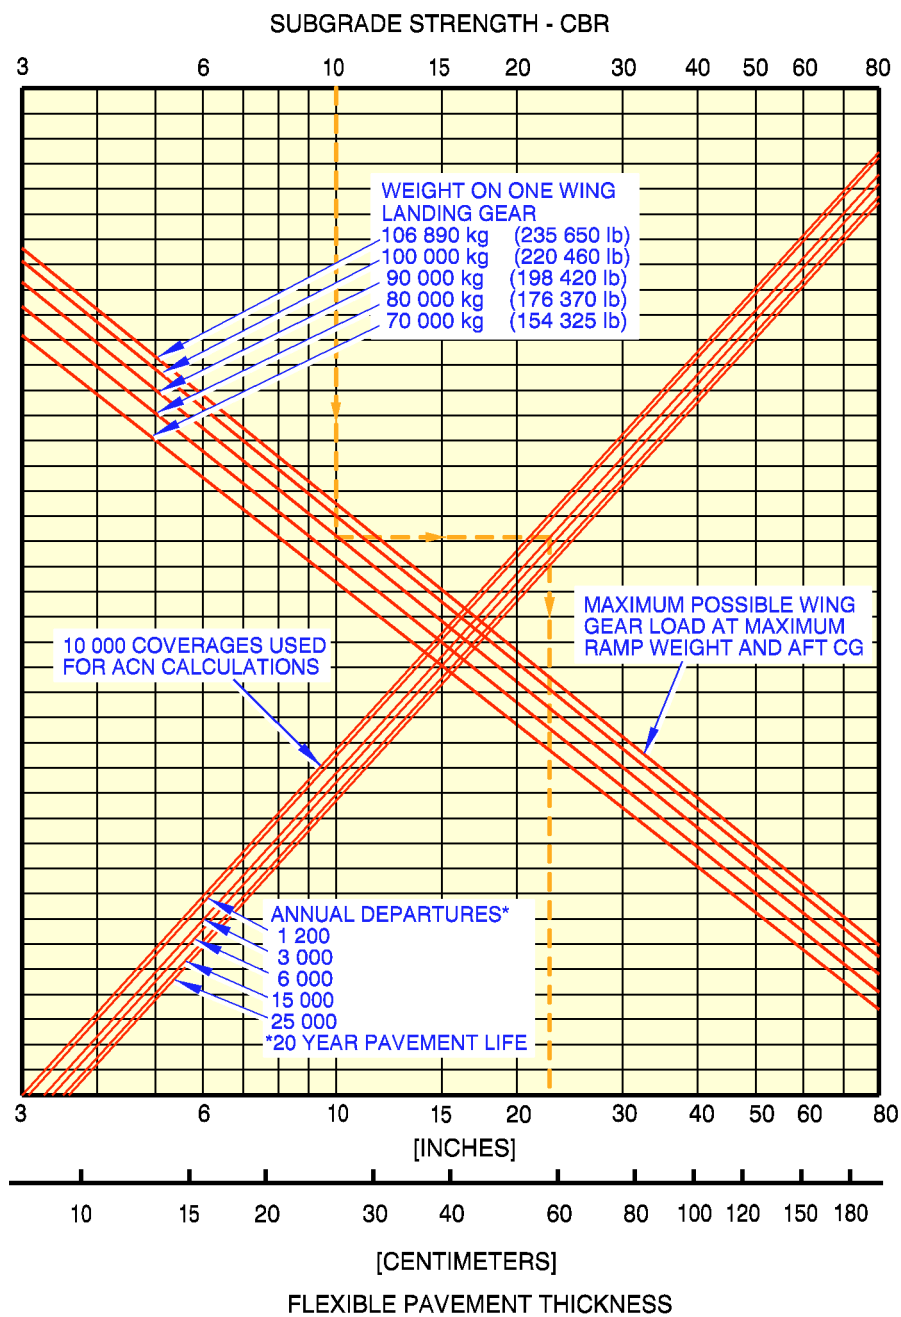 SUBGRADE STRENGTH - CBR
3 6 10 15 20 30 40 50 60 80
WEIGHT ON ONE WING
LANDING GEAR
106 890 kg (235 650 lb)
100 000 kg (220 460 lb)
90 000 kg (198 420 lb)
80 000 kg (176 370 lb)
70 000 kg (154 325 lb)
MAXIMUM POSSIBLE WING
GEAR LOAD AT MAXIMUM
RAMP WEIGHT AND AFT CG
10 000 COVERAGES USED
FOR ACN CALCULATIONS
ANNUAL DEPARTURES*
1 200
3 000
6 000
15 000
25 000
*20 YEAR PAVEMENT LIFE
3 6 10 15 20 30 40 50 60 80
[INCHES]
10 15 20 30 40 60 80 100 120 150 180
[CENTIMETERS]
FLEXIBLE PAVEMENT THICKNESS